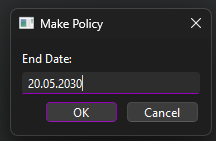 Make Policy
End Date:
20.05.2030
OK
Cancel